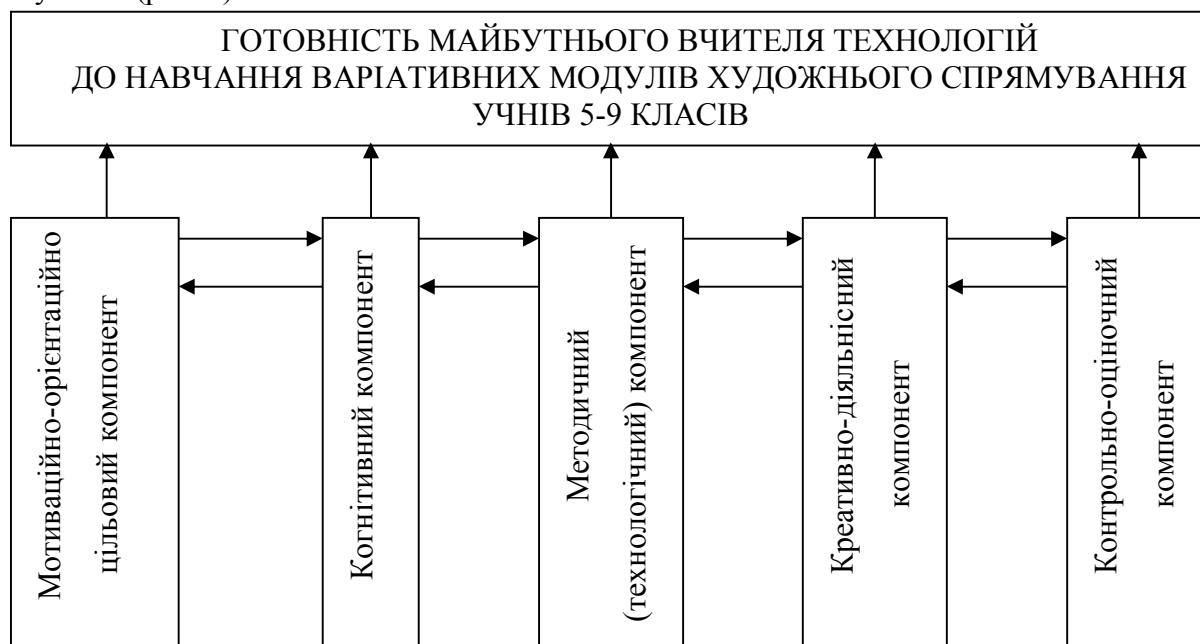 ГОТОВНІСТЬ МАЙБУТНЬОГО ВЧИТЕЛЯ ТЕХНОЛОГІЙ
ДО НАВЧАННЯ ВАРІАТИВНИХ МОДУЛІВ ХУДОЖНЬОГО СПРЯМУВАННЯ
УЧНІВ 5-9 КЛАСІВ
Мотиваційно-орієнтаційно
цільовий компонент
Когнітивний компонент
Методичний
(технологічний) компонент
Креативно-діяльнісний
компонент
Контрольно-оціночний
компонент